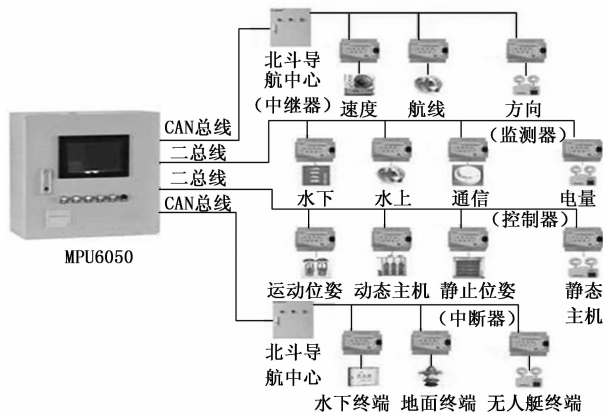 北斗导
航中心
（中继器）
速度
航线
方向
CAN总线
（监测器）
二总线
水下
水上
通信
电量
二总线
（控制器）
CAN总线
MPU6050
运动位姿
动态主机
静止位姿
静态
主机
（中断器）
北斗导
航中心
水下终端
地面终端
无人艇终端